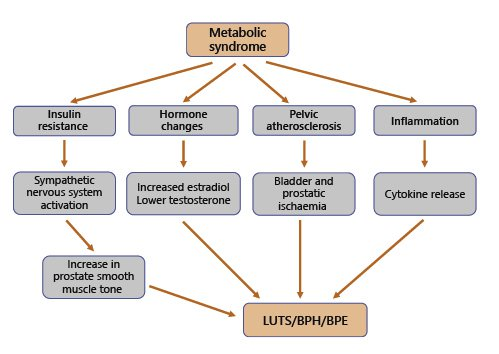 Metabolic
syndrome
Insulin
resistance
Hormone
changes
Pelvic
atherosclerosis
Inflammation
Sympathetic
nervous system
activation
Increased estradiol
Lower testosterone
Bladder and
prostatic
ischaemia
Cytokine release
Increase in
prostate smooth
muscle tone
LUTS/BPH/BPE